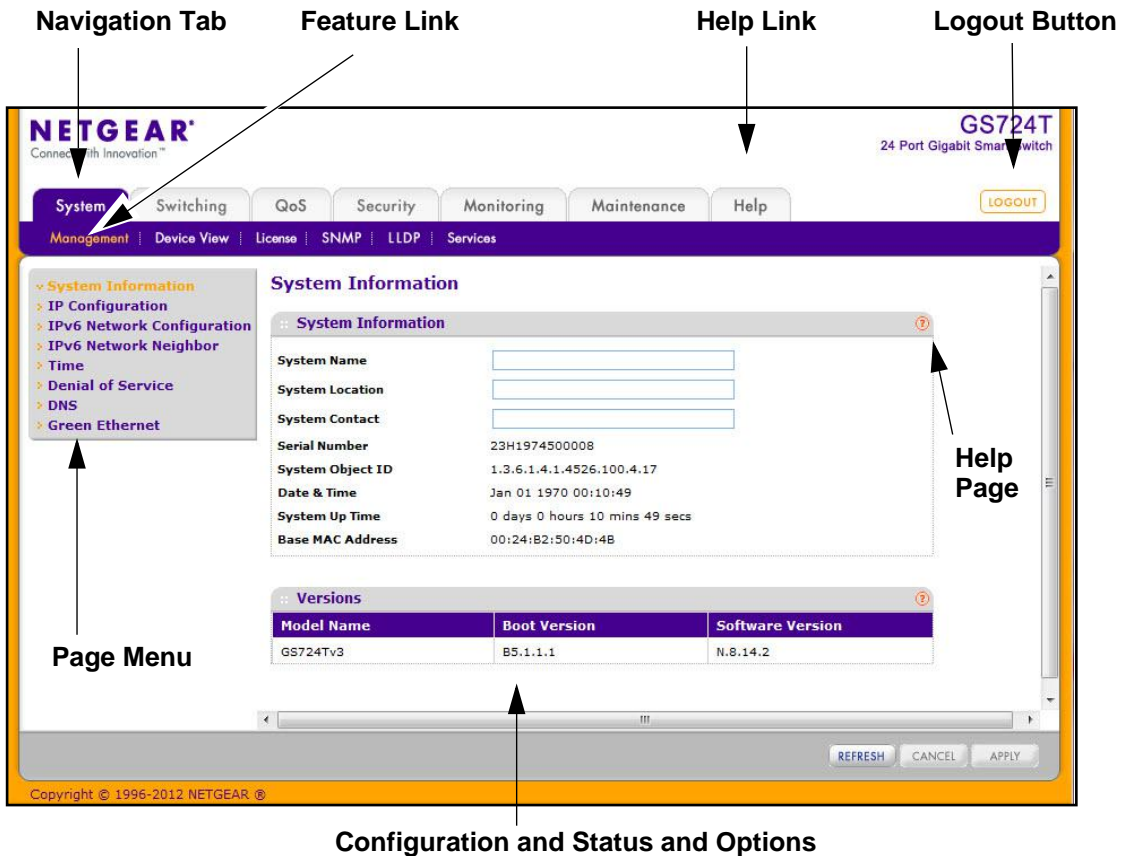 Navigation Tab Feature Link Help Link Logout Button
NETGEAR®
Connect with Innovation™
GS724T
24 Port Gigabit Smart Switch
System Switching QoS Security Monitoring Maintenance Help LOGOUT
Management Device View License SNMP LLDP Services
System Information
IP Configuration
IPv6 Network Configuration
IPv6 Network Neighbor
Time
Denial of Service
DNS
Green Ethernet
System Information
System Information
System Name
System Location
System Contact
Serial Number 23H1974500008
System Object ID 1.3.6.1.4.1.4526.100.4.17
Date & Time Jan 01 1970 00:10:49
System Up Time 0 days 0 hours 10 mins 49 secs
Base MAC Address 00:24:B2:50:4D:4B
Help
Page
Versions
Model Name Boot Version Software Version
GS724Tv3 B5.1.1.1 N.8.14.2
Page Menu
REFRESH CANCEL APPLY
Copyright © 1996-2012 NETGEAR ®
Configuration and Status and Options